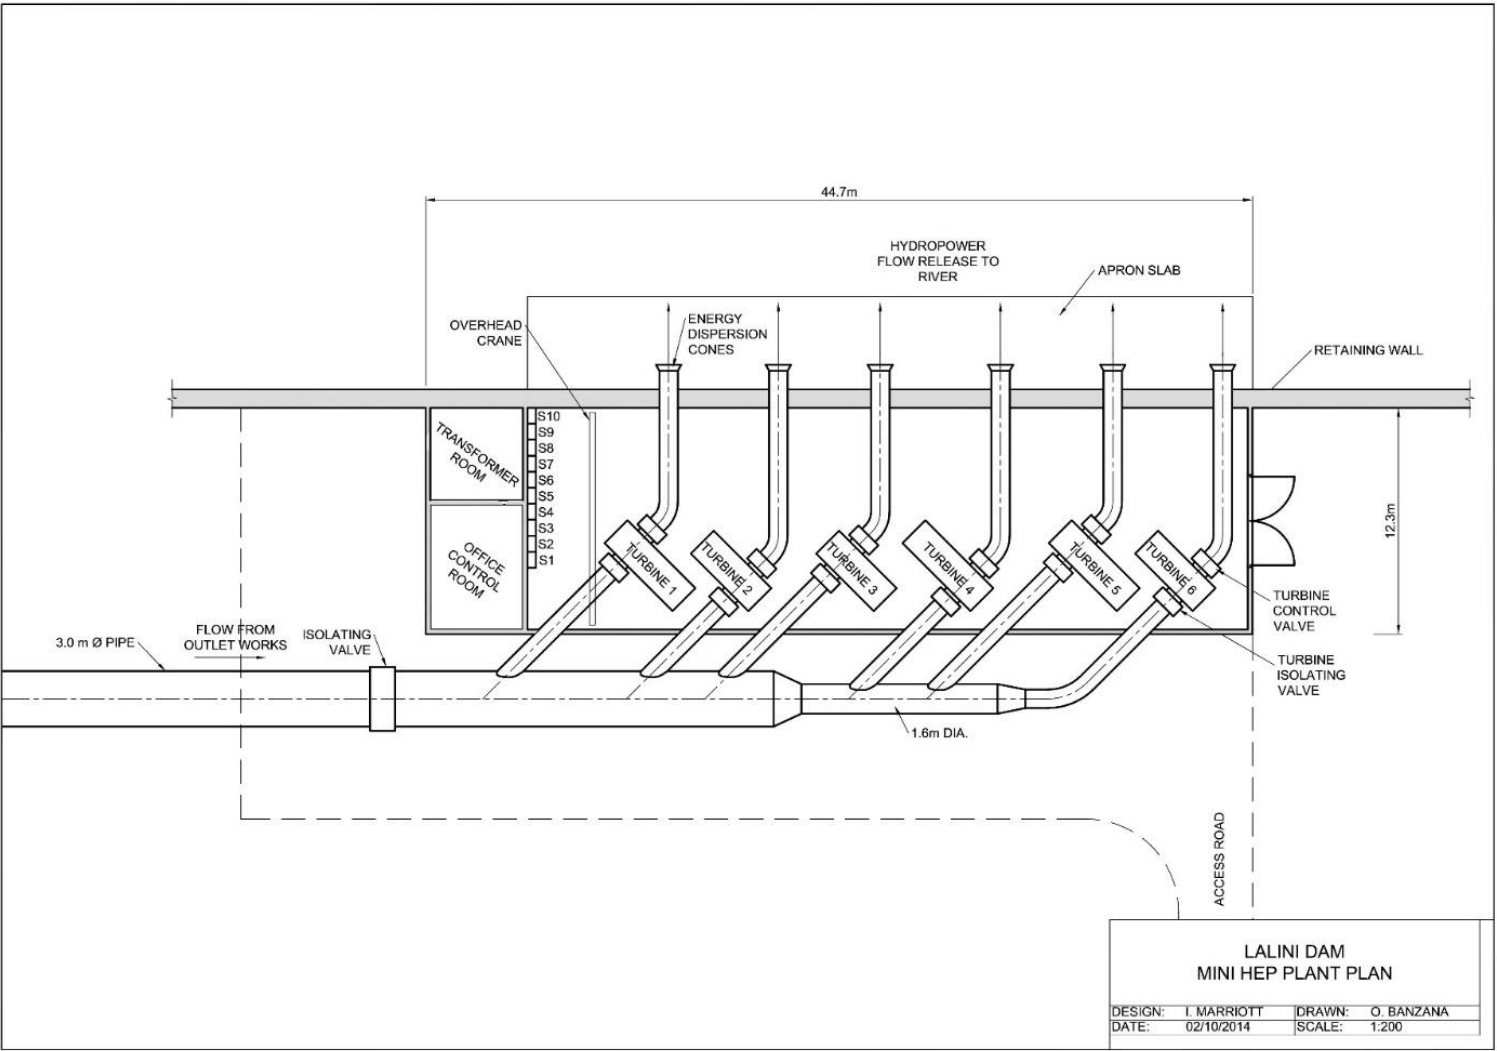 44.7m
HYDROPOWER
FLOW RELEASE TO
RIVER
APRON SLAB
OVERHEAD
CRANE
ENERGY
DISPERSION
CONES
RETAINING WALL
TRANSFORMER
ROOM
S10
S9
S8
S7
S6
S5
S4
S3
S2
S1
OFFICE
CONTROL
ROOM
TURBINE 1
TURBINE 2
TURBINE 3
TURBINE 4
TURBINE 5
TURBINE 6
12.3m
TURBINE
CONTROL
VALVE
TURBINE
ISOLATING
VALVE
3.0 m Ø PIPE
FLOW FROM
OUTLET WORKS
ISOLATING
VALVE
1.6m DIA.
ACCESS ROAD
LALINI DAM
MINI HEP PLANT PLAN
DESIGN: I. MARRIOTT DRAWN: O. BANZANA
DATE: 02/10/2014 SCALE: 1:200